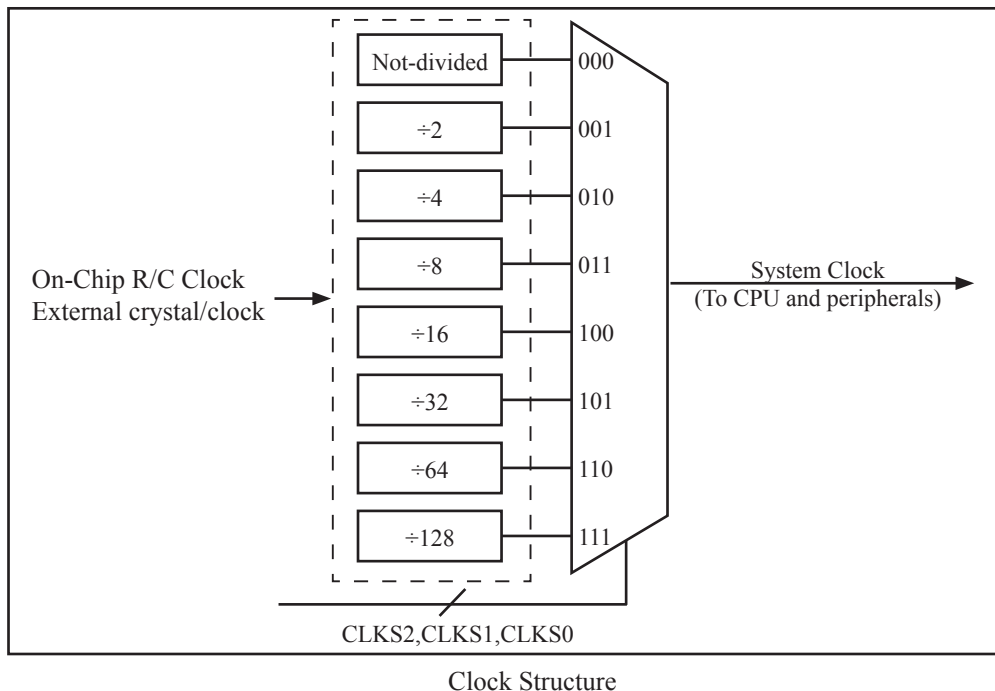 Not-divided
000
÷2
001
÷4
010
÷8
011
÷16
100
÷32
101
÷64
110
÷128
111
On-Chip R/C Clock
External crystal/clock
System Clock
(To CPU and peripherals)
CLKS2,CLKS1,CLKS0
Clock Structure